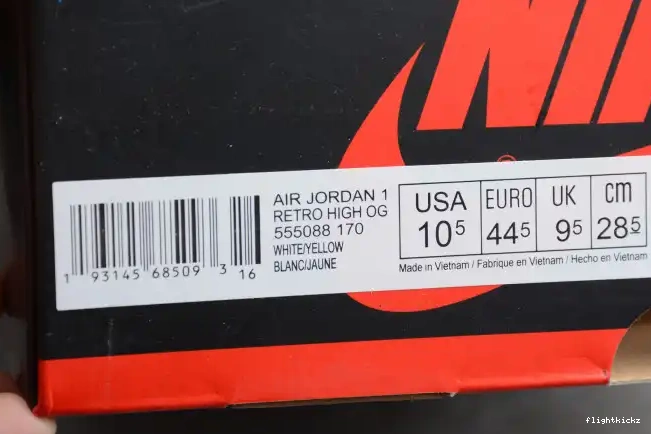 NIK
AIR JORDAN 1
RETRO HIGH OG
555088 170
WHITE/YELLOW
BLANC/JAUNE
1 93145 68509 3 16
USA EURO UK cm
10 5 44 5 9 5 28 5
Made in Vietnam / Fabrique en Vietnam / Hecho en Vietnam
flightkickz